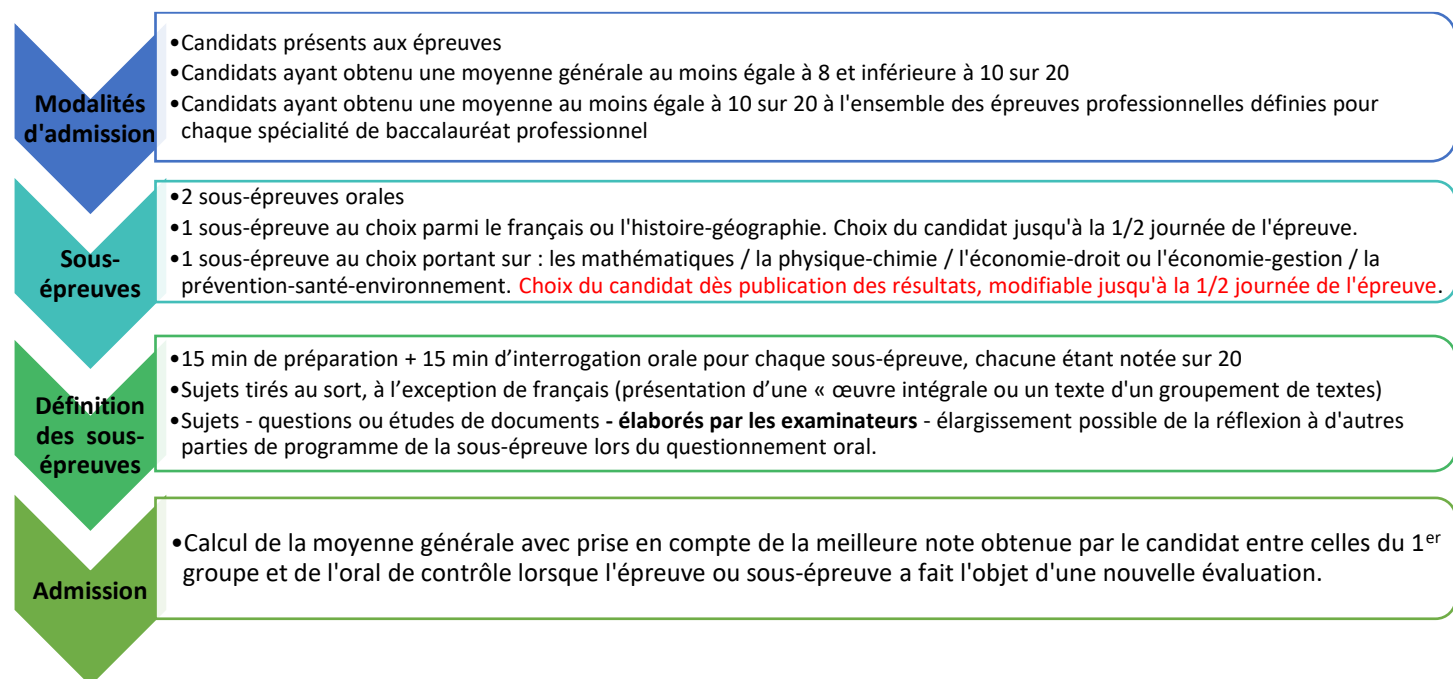 Modalités
d'admission
•Candidats présents aux épreuves
•Candidats ayant obtenu une moyenne générale au moins égale à 8 et inférieure à 10 sur 20
•Candidats ayant obtenu une moyenne au moins égale à 10 sur 20 à l'ensemble des épreuves professionnelles définies pour
chaque spécialité de baccalauréat professionnel
Sous-
épreuves
•2 sous-épreuves orales
•1 sous-épreuve au choix parmi le français ou l'histoire-géographie. Choix du candidat jusqu'à la 1/2 journée de l'épreuve.
•1 sous-épreuve au choix portant sur : les mathématiques / la physique-chimie / l'économie-droit ou l'économie-gestion / la
prévention-santé-environnement. Choix du candidat dès publication des résultats, modifiable jusqu'à la 1/2 journée de l'épreuve.
Définition
des sous-
épreuves
•15 min de préparation + 15 min d’interrogation orale pour chaque sous-épreuve, chacune étant notée sur 20
•Sujets tirés au sort, à l’exception de français (présentation d’une « œuvre intégrale ou un texte d'un groupement de textes)
•Sujets - questions ou études de documents - élaborés par les examinateurs - élargissement possible de la réflexion à d'autres
parties de programme de la sous-épreuve lors du questionnement oral.
Admission
•Calcul de la moyenne générale avec prise en compte de la meilleure note obtenue par le candidat entre celles du 1er
groupe et de l'oral de contrôle lorsque l'épreuve ou sous-épreuve a fait l'objet d'une nouvelle évaluation.